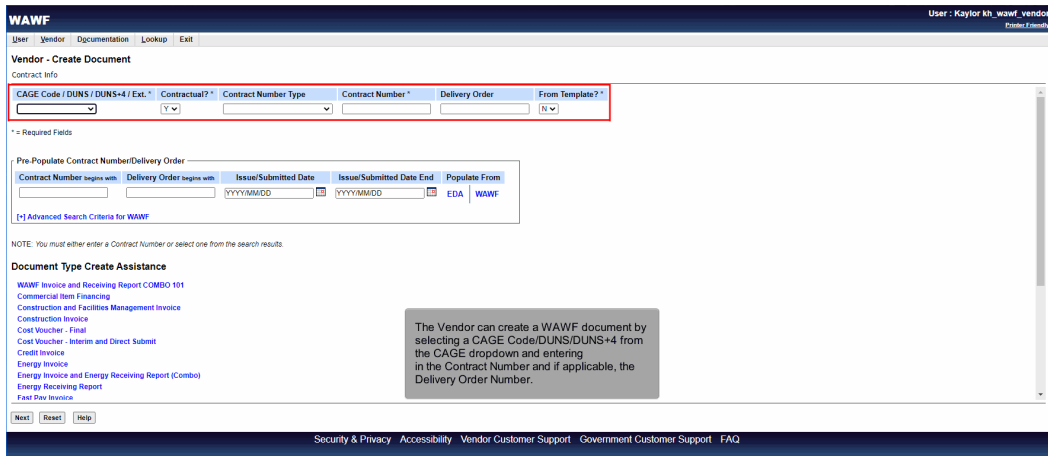 WAWF
User : Kaylor kh_wawf_vendor
Printer Friendly
User Vendor Documentation Lookup Exit
Vendor - Create Document
Contract Info
CAGE Code / DUNS / DUNS+4 / Ext. * Contractual? * Contract Number Type Contract Number * Delivery Order From Template? *
Y N
* = Required Fields
Pre-Populate Contract Number/Delivery Order
Contract Number begins with Delivery Order begins with Issue/Submitted Date Issue/Submitted Date End Populate From
YYYY/MM/DD YYYY/MM/DD EDA WAWF
[+] Advanced Search Criteria for WAWF
NOTE: You must either enter a Contract Number or select one from the search results.
Document Type Create Assistance
WAWF Invoice and Receiving Report COMBO 101
Commercial Item Financing
Construction and Facilities Management Invoice
Construction Invoice
Cost Voucher - Final
Cost Voucher - Interim and Direct Submit
Credit Invoice
Energy Invoice
Energy Invoice and Energy Receiving Report (Combo)
Energy Receiving Report
Fast Pay Invoice
The Vendor can create a WAWF document by
selecting a CAGE Code/DUNS/DUNS+4 from
the CAGE dropdown and entering
in the Contract Number and if applicable, the
Delivery Order Number.
Next Reset Help
Security & Privacy Accessibility Vendor Customer Support Government Customer Support FAQ